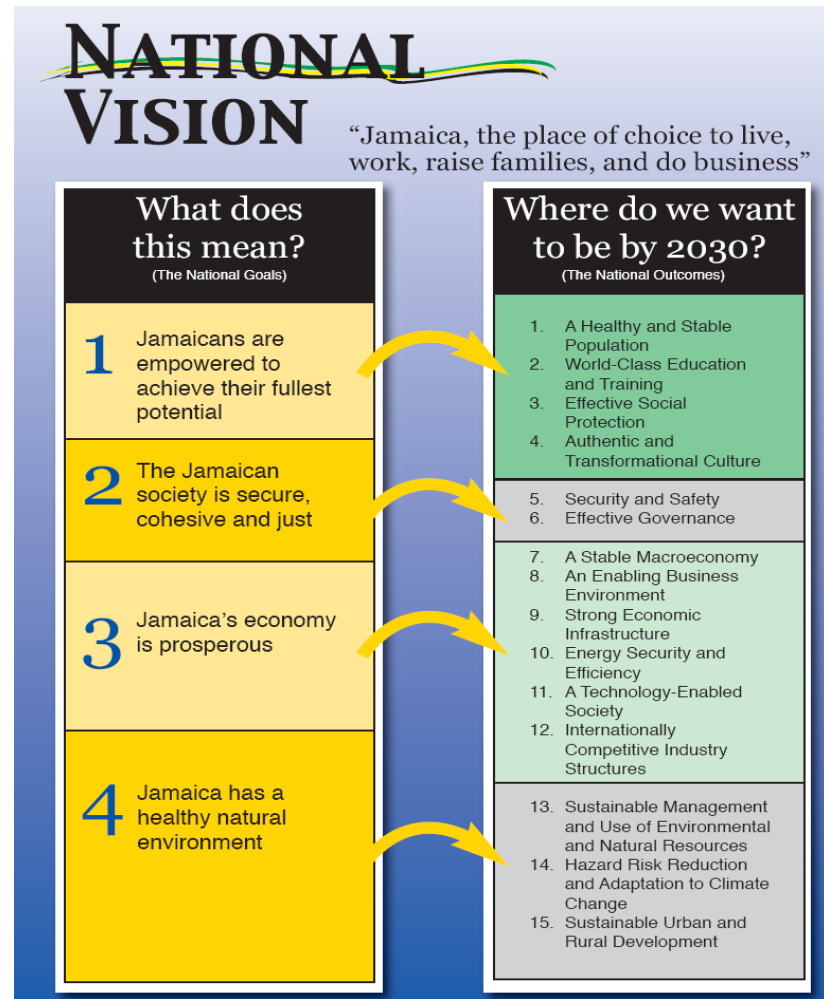 NATIONAL
VISION
“Jamaica, the place of choice to live,
work, raise families, and do business”
What does
this mean?
(The National Goals)
1
Jamaicans are
empowered to
achieve their fullest
potential
2
The Jamaican
society is secure,
cohesive and just
3
Jamaica’s economy
is prosperous
4
Jamaica has a
healthy natural
environment
Where do we want
to be by 2030?
(The National Outcomes)
1. A Healthy and Stable
Population
2. World-Class Education
and Training
3. Effective Social
Protection
4. Authentic and
Transformational Culture
5. Security and Safety
6. Effective Governance
7. A Stable Macroeconomy
8. An Enabling Business
Environment
9. Strong Economic
Infrastructure
10. Energy Security and
Efficiency
11. A Technology-Enabled
Society
12. Internationally
Competitive Industry
Structures
13. Sustainable Management
and Use of Environmental
and Natural Resources
14. Hazard Risk Reduction
and Adaptation to Climate
Change
15. Sustainable Urban and
Rural Development